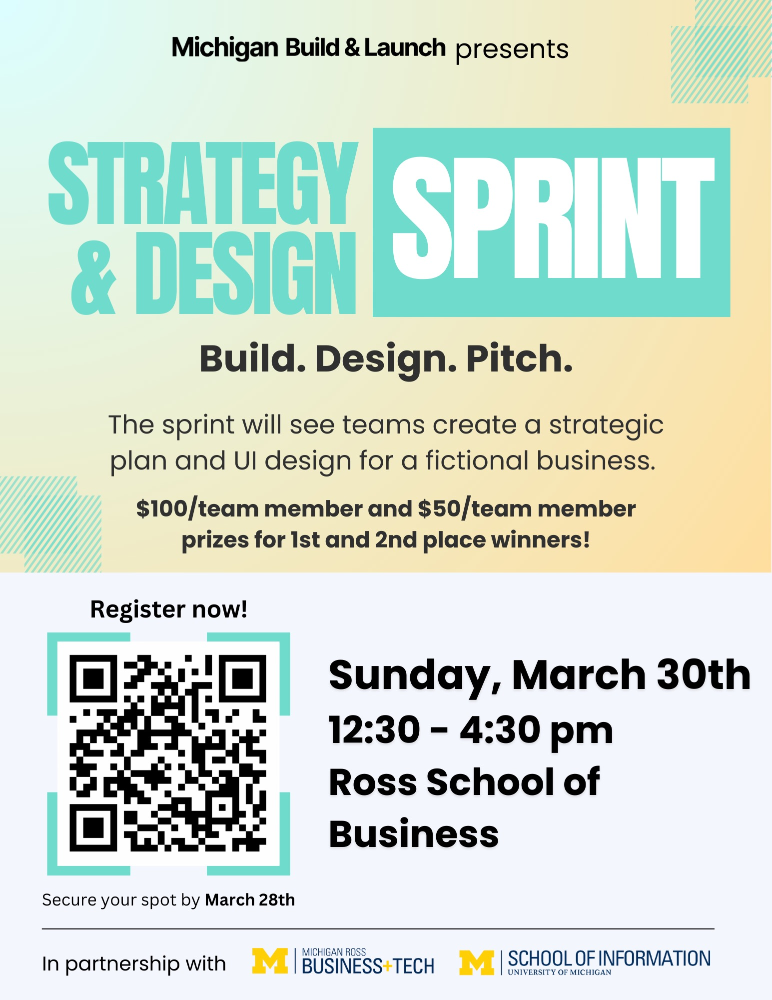 Michigan Build & Launch presents
STRATEGY
& DESIGN
SPRINT
Build. Design. Pitch.
The sprint will see teams create a strategic
plan and UI design for a fictional business.
$100/team member and $50/team member
prizes for 1st and 2nd place winners!
Register now!
Sunday, March 30th
12:30 - 4:30 pm
Ross School of
Business
Secure your spot by March 28th
In partnership with
M
MICHIGAN ROSS
BUSINESS+TECH
M
SCHOOL OF INFORMATION
UNIVERSITY OF MICHIGAN